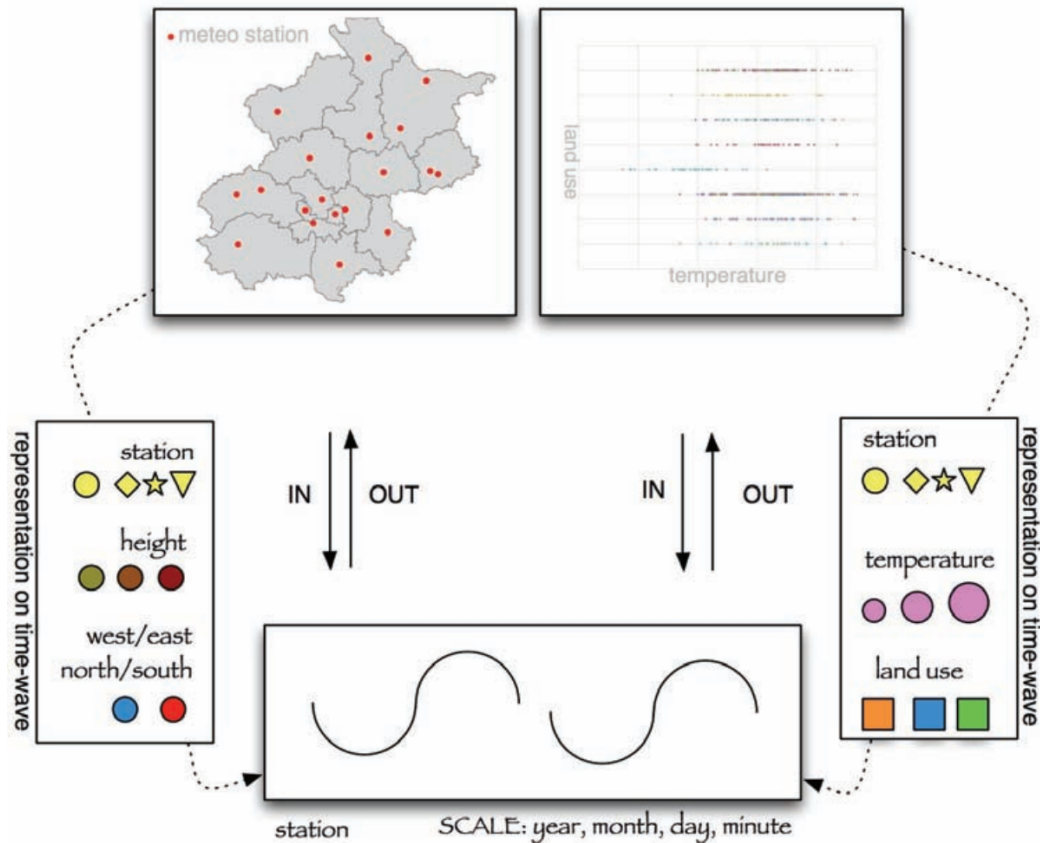 meteo station
land use
temperature
representation on time-wave
station
height
west/east
north/south
IN
OUT
IN
OUT
station
temperature
land use
representation on time-wave
station
SCALE: year, month, day, minute